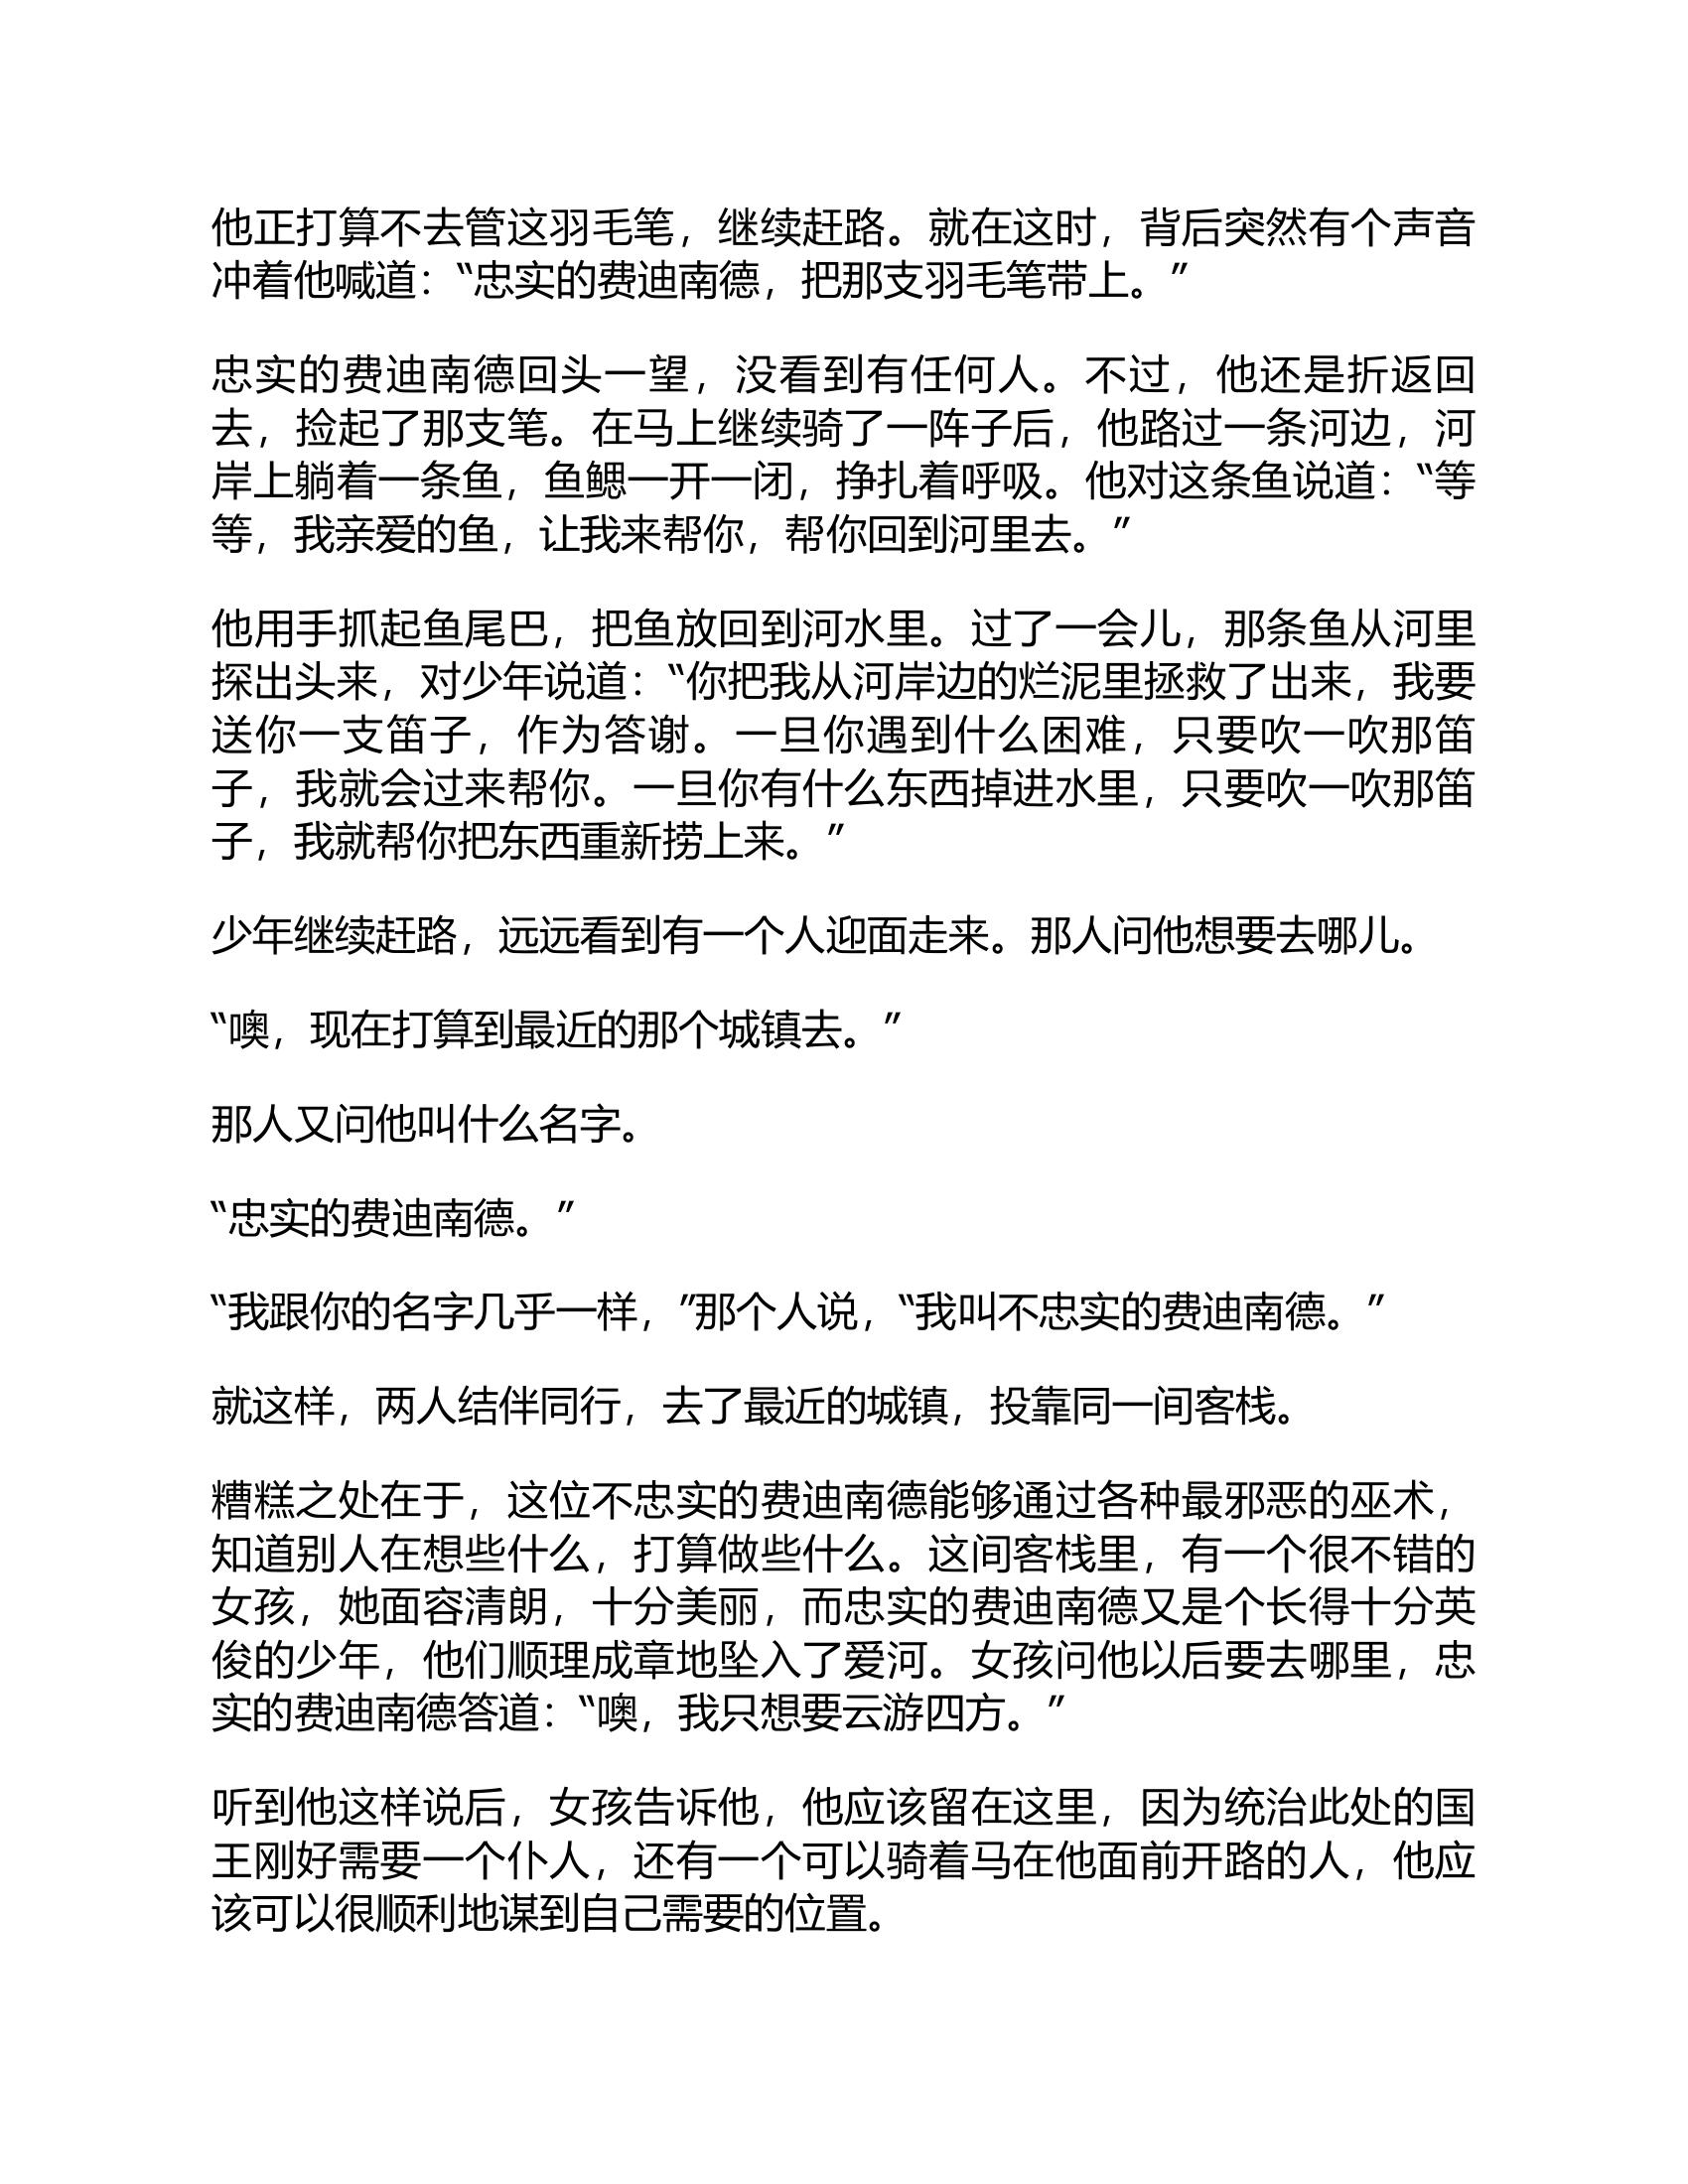 他正打算不去管这羽毛笔，继续赶路。就在这时，背后突然有个声音
冲着他喊道：“忠实的费迪南德，把那支羽毛笔带上。”
忠实的费迪南德回头一望，没看到有任何人。不过，他还是折返回
去，捡起了那支笔。在马上继续骑了一阵子后，他路过一条河边，河
岸上躺着一条鱼，鱼鳃一开一闭，挣扎着呼吸。他对这条鱼说道：“等
等，我亲爱的鱼，让我来帮你，帮你回到河里去。”
他用手抓起鱼尾巴，把鱼放回到河水里。过了一会儿，那条鱼从河里
探出头来，对少年说道：“你把我从河岸边的烂泥里拯救了出来，我要
送你一支笛子，作为答谢。一旦你遇到什么困难，只要吹一吹那笛
子，我就会过来帮你。一旦你有什么东西掉进水里，只要吹一吹那笛
子，我就帮你把东西重新捞上来。”
少年继续赶路，远远看到有一个人迎面走来。那人问他想要去哪儿。
“噢，现在打算到最近的那个城镇去。”
那人又问他叫什么名字。
“忠实的费迪南德。”
“我跟你的名字几乎一样，”那个人说，“我叫不忠实的费迪南德。”
就这样，两人结伴同行，去了最近的城镇，投靠同一间客栈。
糟糕之处在于，这位不忠实的费迪南德能够通过各种最邪恶的巫术，
知道别人在想些什么，打算做些什么。这间客栈里，有一个很不错的
女孩，她面容清朗，十分美丽，而忠实的费迪南德又是个长得十分英
俊的少年，他们顺理成章地坠入了爱河。女孩问他以后要去哪里，忠
实的费迪南德答道：“噢，我只想要云游四方。”
听到他这样说后，女孩告诉他，他应该留在这里，因为统治此处的国
王刚好需要一个仆人，还有一个可以骑着马在他面前开路的人，他应
该可以很顺利地谋到自己需要的位置。